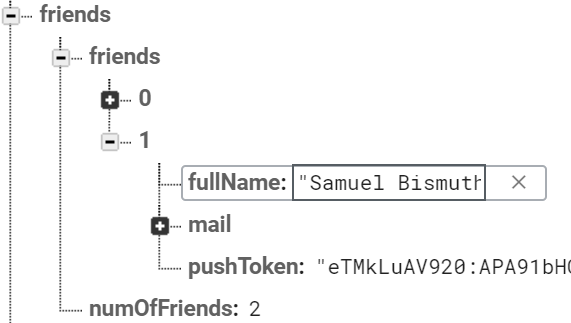 friends
friends
0
1
fullName: "Samuel Bismuth
mail
pushToken: "eTMkLuAV920:APA91bH
numOfFriends: 2